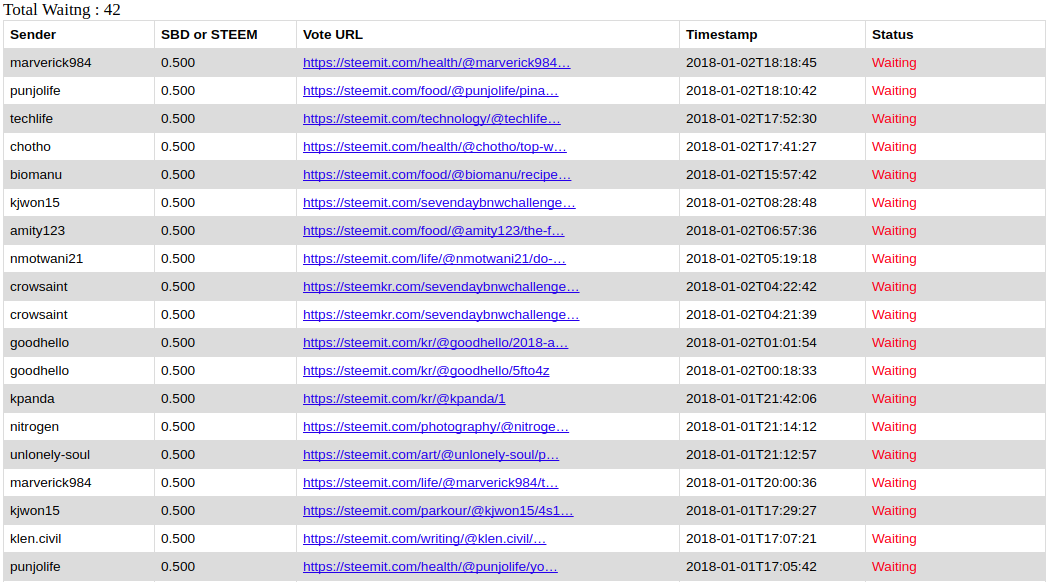 Total Waitng : 42
Sender SBD or STEEM Vote URL Timestamp Status
marverick984 0.500 https://steemit.com/health/@marverick984… 2018-01-02T18:18:45 Waiting
punjolife 0.500 https://steemit.com/food/@punjolife/pina… 2018-01-02T18:10:42 Waiting
techlife 0.500 https://steemit.com/technology/@techlife… 2018-01-02T17:52:30 Waiting
chotho 0.500 https://steemit.com/health/@chotho/top-w… 2018-01-02T17:41:27 Waiting
biomanu 0.500 https://steemit.com/food/@biomanu/recipe… 2018-01-02T15:57:42 Waiting
kjwon15 0.500 https://steemit.com/sevendaybnwchallenge… 2018-01-02T08:28:48 Waiting
amity123 0.500 https://steemit.com/food/@amity123/the-f… 2018-01-02T06:57:36 Waiting
nmotwani21 0.500 https://steemit.com/life/@nmotwani21/do-… 2018-01-02T05:19:18 Waiting
crowsaint 0.500 https://steemkr.com/sevendaybnwchallenge… 2018-01-02T04:22:42 Waiting
crowsaint 0.500 https://steemkr.com/sevendaybnwchallenge… 2018-01-02T04:21:39 Waiting
goodhello 0.500 https://steemit.com/kr/@goodhello/2018-a… 2018-01-02T01:01:54 Waiting
goodhello 0.500 https://steemit.com/kr/@goodhello/5fto4z 2018-01-02T00:18:33 Waiting
kpanda 0.500 https://steemit.com/kr/@kpanda/1 2018-01-01T21:42:06 Waiting
nitrogen 0.500 https://steemit.com/photography/@nitroge… 2018-01-01T21:14:12 Waiting
unlonely-soul 0.500 https://steemit.com/art/@unlonely-soul/p… 2018-01-01T21:12:57 Waiting
marverick984 0.500 https://steemit.com/life/@marverick984/t… 2018-01-01T20:00:36 Waiting
kjwon15 0.500 https://steemit.com/parkour/@kjwon15/4s1… 2018-01-01T17:29:27 Waiting
klen.civil 0.500 https://steemit.com/writing/@klen.civil/… 2018-01-01T17:07:21 Waiting
punjolife 0.500 https://steemit.com/health/@punjolife/yo… 2018-01-01T17:05:42 Waiting